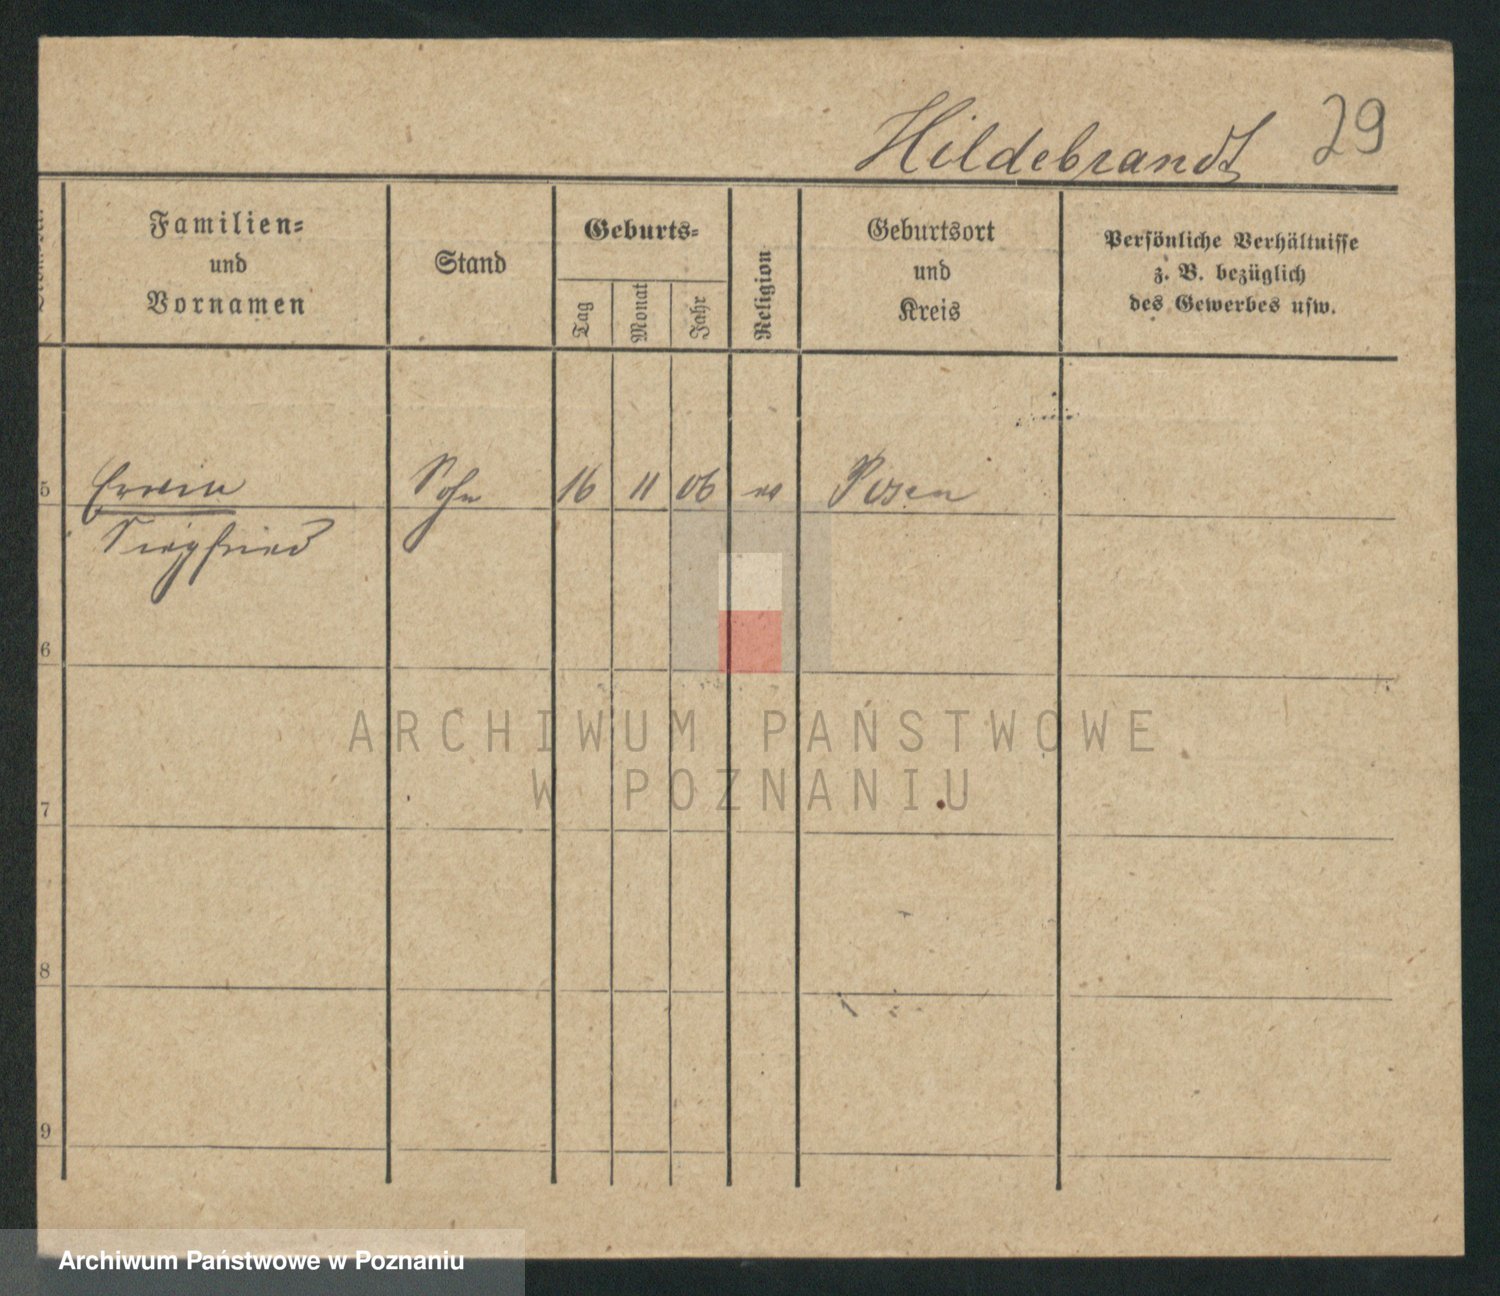 Hildebrandt 29
Familien=
und
Vornamen
Stand
Geburts=
Tag
Monat
Jahr
Religion
Geburtsort
und
Kreis
Persönliche Verhältnisse
z. B. bezüglich
des Gewerbes usw.
5 Erwin Sohn 16 11 06 Posen
Siegfried
6
ARCHIWUM PAŃSTWOWE
W POZNANIU
7
8
9
Archiwum Państwowe w Poznaniu